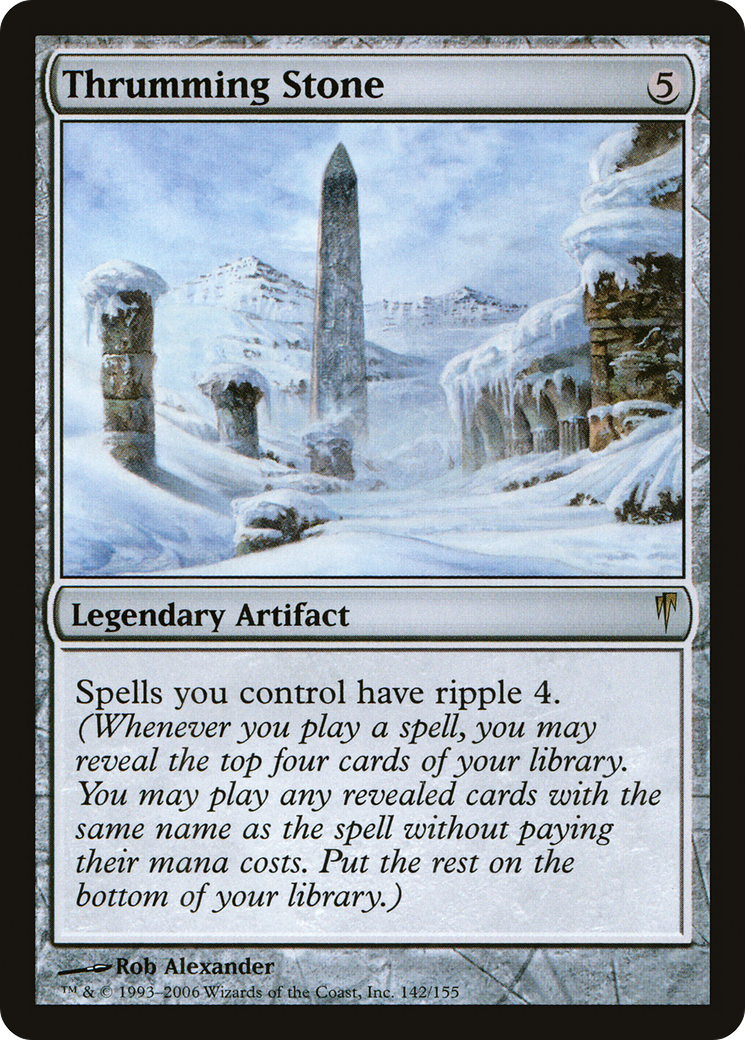 Thrumming Stone 5
Legendary Artifact
Spells you control have ripple 4.
(Whenever you play a spell, you may
reveal the top four cards of your library.
You may play any revealed cards with the
same name as the spell without paying
their mana costs. Put the rest on the
bottom of your library.)
Rob Alexander
™ & © 1993–2006 Wizards of the Coast, Inc. 142/155